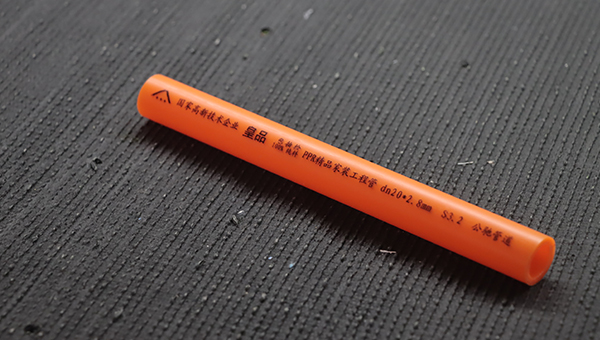 国家高新技术企业 皇品 PPR精品家装工程管 dn20*2.8mm S3.2 公驰管道